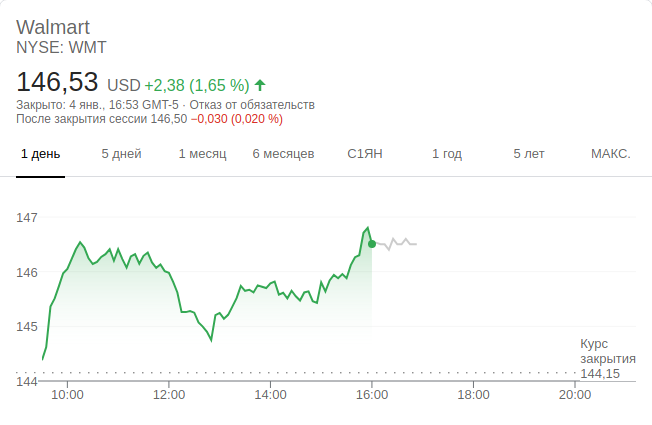 Walmart
NYSE: WMT
146,53 USD +2,38 (1,65 %)
Закрыто: 4 янв., 16:53 GMT-5 · Отказ от обязательств
После закрытия сессии 146,50 −0,030 (0,020 %)
1 день 5 дней 1 месяц 6 месяцев С1ЯН 1 год 5 лет МАКС.
147
146
145
Курс
закрытия
144,15
144
10:00 12:00 14:00 16:00 18:00 20:00